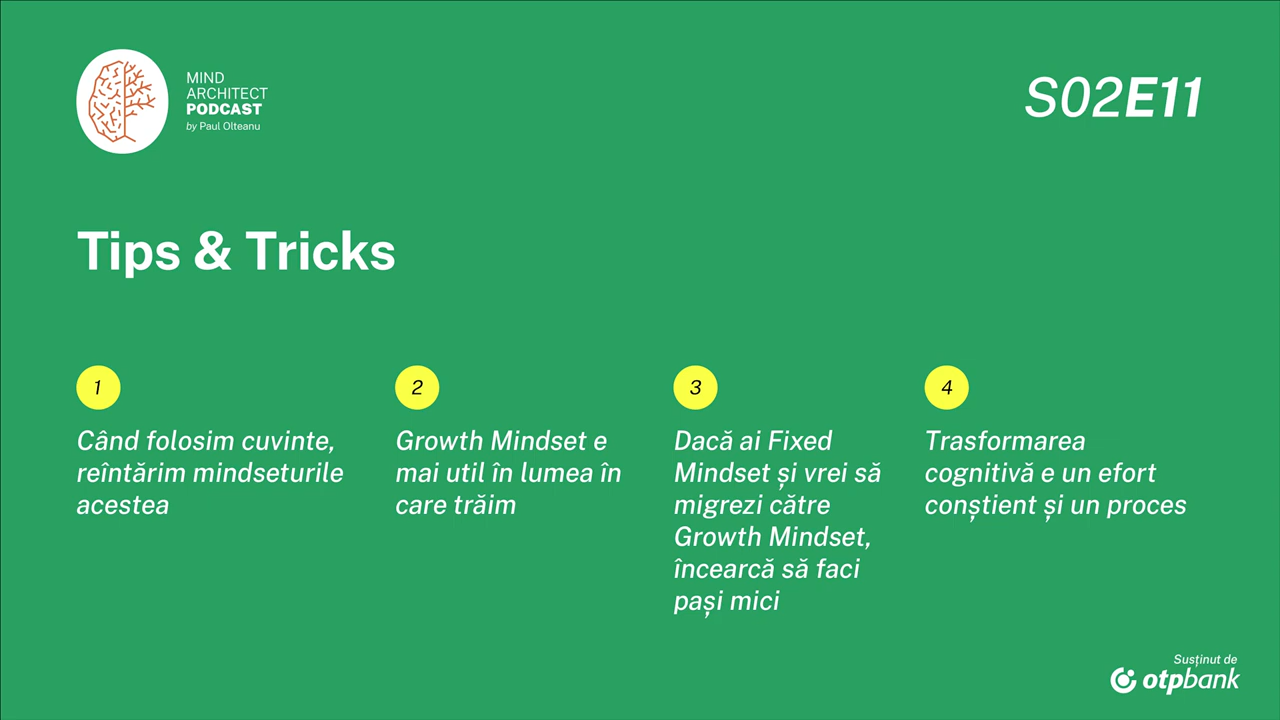 MIND
ARCHITECT
PODCAST
by Paul Olteanu
S02E11
Tips & Tricks
1
Când folosim cuvinte,
reîntărim mindseturile
acestea
2
Growth Mindset e
mai util în lumea în
care trăim
3
Dacă ai Fixed
Mindset și vrei să
migrezi către
Growth Mindset,
încearcă să faci
pași mici
4
Trasformarea
cognitivă e un efort
conștient și un proces
Susținut de
otpbank